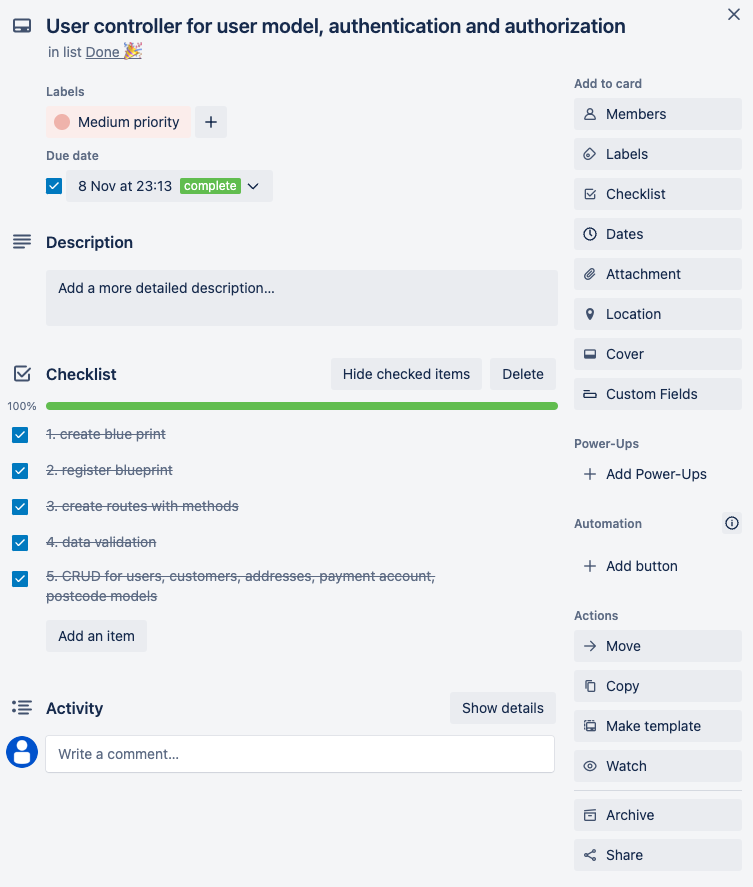 User controller for user model, authentication and authorization
in list Done 🎉
Labels
Medium priority
Due date
8 Nov at 23:13 complete
Description
Add a more detailed description...
Checklist
Hide checked items
Delete
100%
1. create blue print
2. register blueprint
3. create routes with methods
4. data validation
5. CRUD for users, customers, addresses, payment account,
postcode models
Add an item
Activity
Show details
Write a comment...
Add to card
Members
Labels
Checklist
Dates
Attachment
Location
Cover
Custom Fields
Power-Ups
Add Power-Ups
Automation
Add button
Actions
Move
Copy
Make template
Watch
Archive
Share